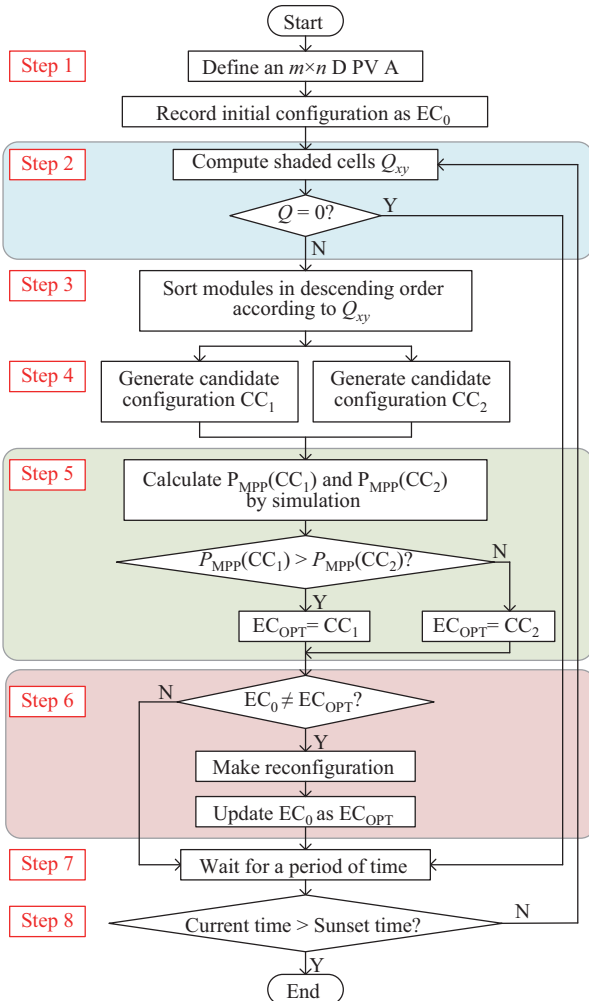 Start
Step 1
Define an m×n D PV A
Record initial configuration as EC₀
Step 2
Compute shaded cells Qxy
Q = 0?
Y
N
Step 3
Sort modules in descending order
according to Qxy
Step 4
Generate candidate
configuration CC₁
Generate candidate
configuration CC₂
Step 5
Calculate PMPP(CC₁) and PMPP(CC₂)
by simulation
PMPP(CC₁) > PMPP(CC₂)?
N
Y
ECOPT= CC₁
ECOPT= CC₂
Step 6
N
EC₀ ≠ ECOPT?
Y
Make reconfiguration
Update EC₀ as ECOPT
Step 7
Wait for a period of time
Step 8
Current time > Sunset time?
N
Y
End